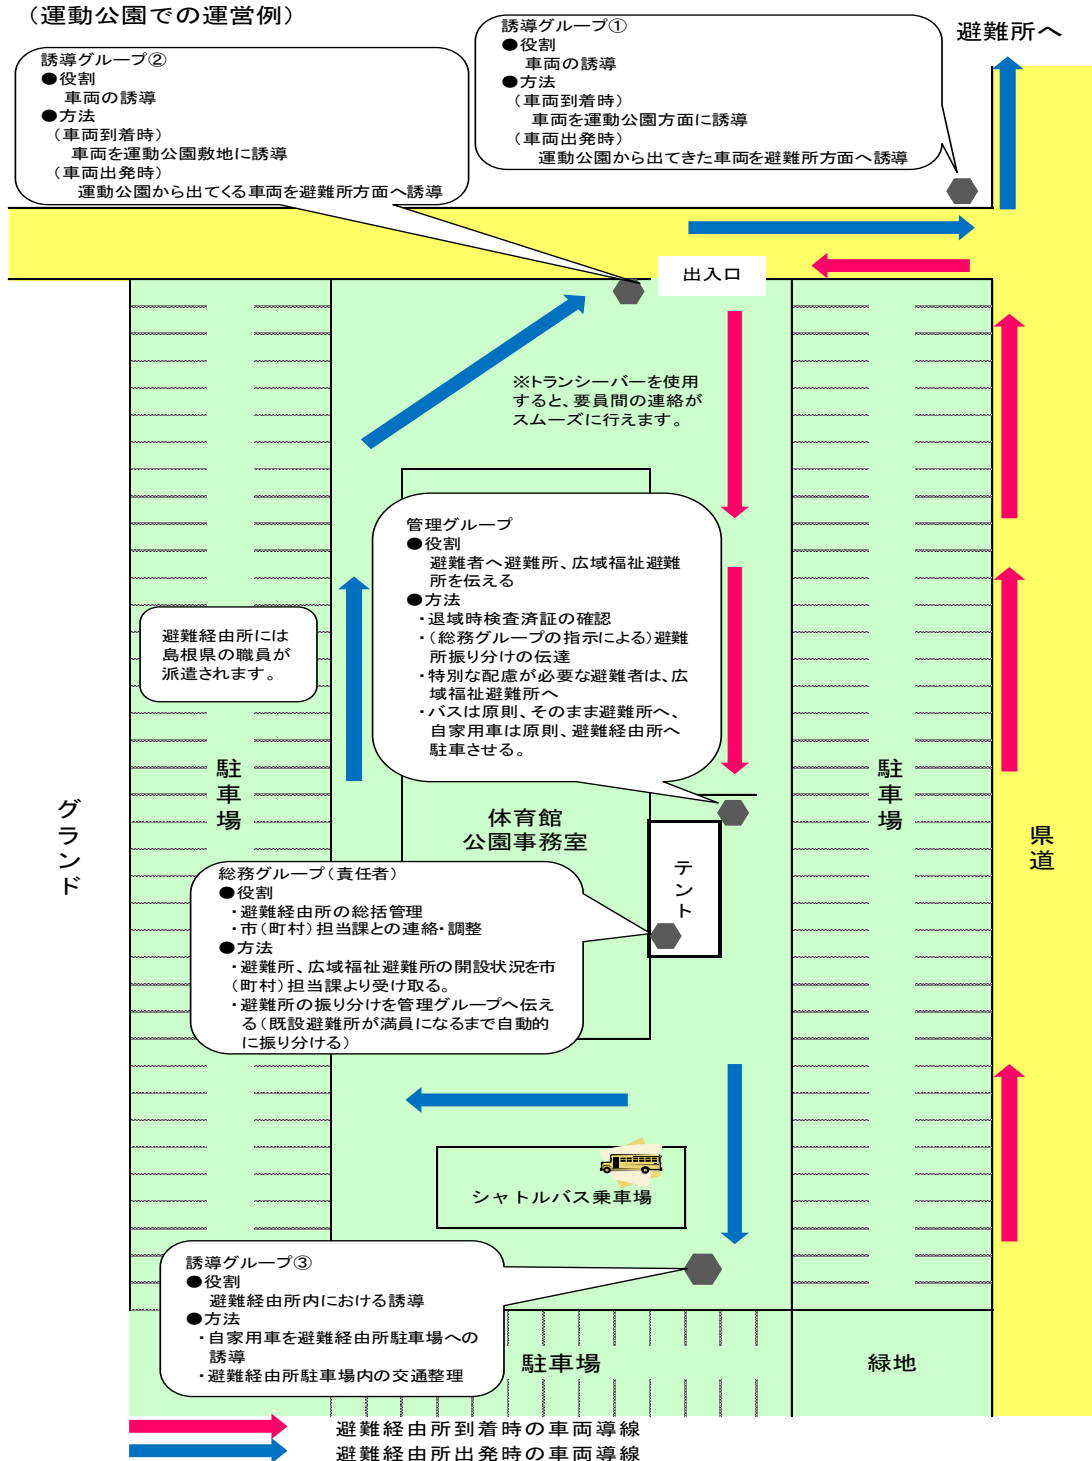 (運動公園での運営例)
誘導グループ①
●役割
車両の誘導
●方法
(車両到着時)
車両を運動公園方面に誘導
(車両出発時)
運動公園から出てきた車両を避難所方面へ誘導
避難所へ
誘導グループ②
●役割
車両の誘導
●方法
(車両到着時)
車両を運動公園敷地に誘導
(車両出発時)
運動公園から出てくる車両を避難所方面へ誘導
出入口
※トランシーバーを使用
すると、要員間の連絡が
スムーズに行えます。
管理グループ
●役割
避難者へ避難所、広域福祉避難
所を伝える
●方法
・退域時検査済証の確認
・(総務グループの指示による)避難
所振り分けの伝達
・特別な配慮が必要な避難者は、広
域福祉避難所へ
・バスは原則、そのまま避難所へ、
自家用車は原則、避難経由所へ
駐車させる。
避難経由所には
島根県の職員が
派遣されます。
駐車場
駐車場
グランド
県道
体育館
公園事務室
テント
総務グループ(責任者)
●役割
・避難経由所の総括管理
・市(町村)担当課との連絡・調整
●方法
・避難所、広域福祉避難所の開設状況を市
(町村)担当課より受け取る。
・避難所の振り分けを管理グループへ伝え
る(既設避難所が満員になるまで自動的
に振り分ける)
シャトルバス乗車場
誘導グループ③
●役割
避難経由所内における誘導
●方法
・自家用車を避難経由所駐車場への
誘導
・避難経由所駐車場内の交通整理
駐車場
緑地
避難経由所到着時の車両導線
避難経由所出発時の車両導線